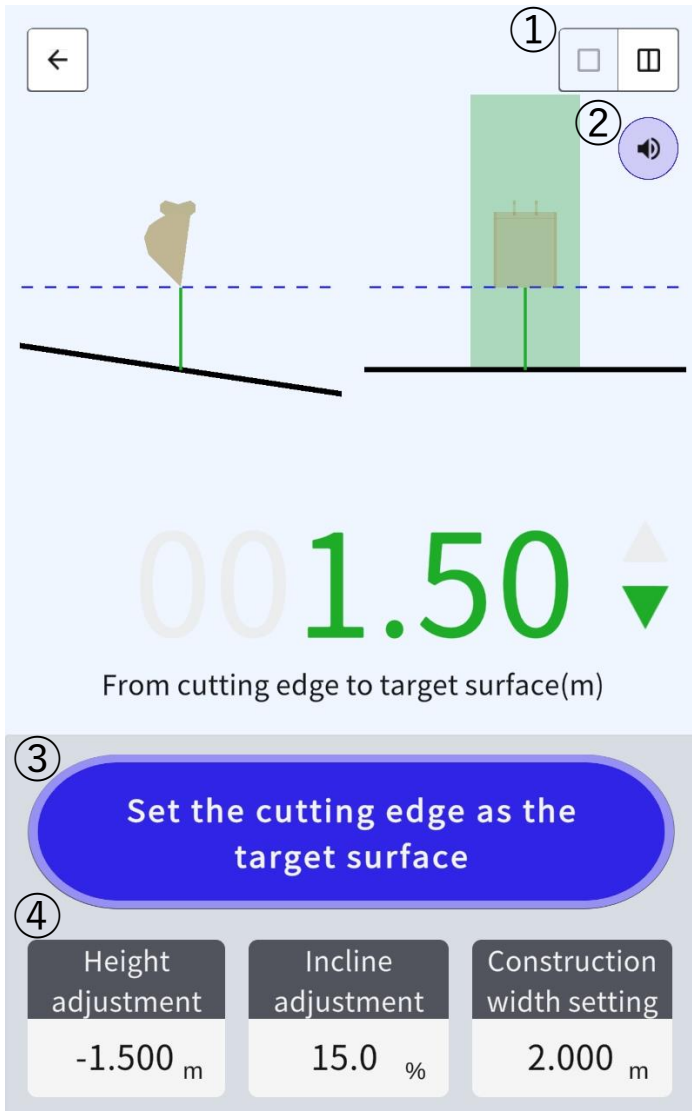 ①
②
001.50
From cutting edge to target surface(m)
③
Set the cutting edge as the
target surface
④
Height
adjustment
-1.500 m
Incline
adjustment
15.0 %
Construction
width setting
2.000 m